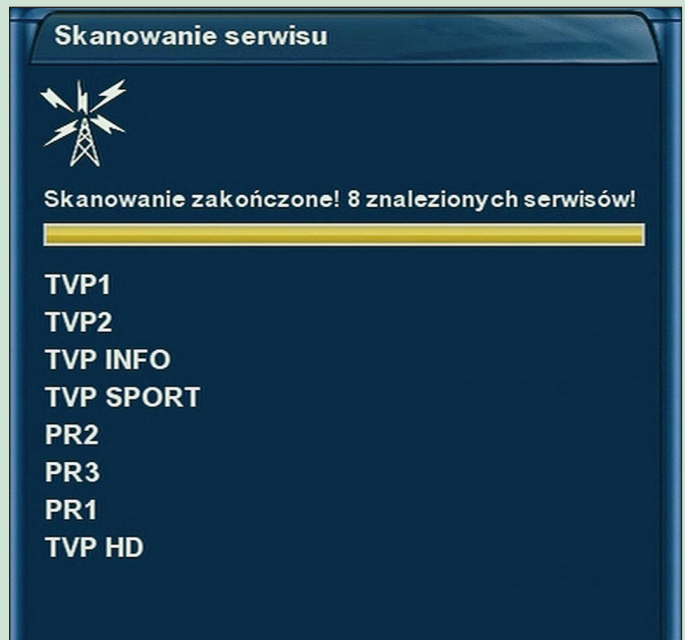 Skanowanie serwisu
Skanowanie zakończone! 8 znalezionych serwisów!
TVP1
TVP2
TVP INFO
TVP SPORT
PR2
PR3
PR1
TVP HD